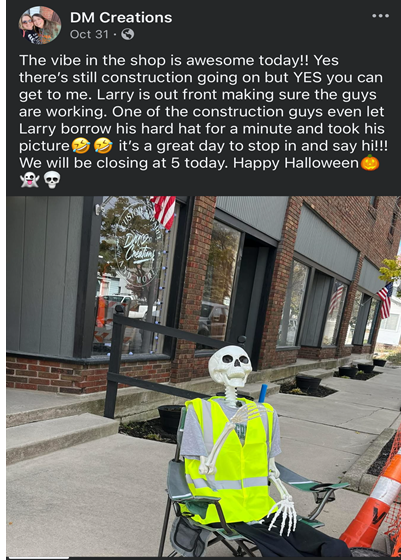 DM Creations
Oct 31 ·
The vibe in the shop is awesome today!! Yes
there's still construction going on but YES you can
get to me. Larry is out front making sure the guys
are working. One of the construction guys even let
Larry borrow his hard hat for a minute and took his
picture🤣🤣 it's a great day to stop in and say hi!!!
We will be closing at 5 today. Happy Halloween🎃
👻💀
Creations